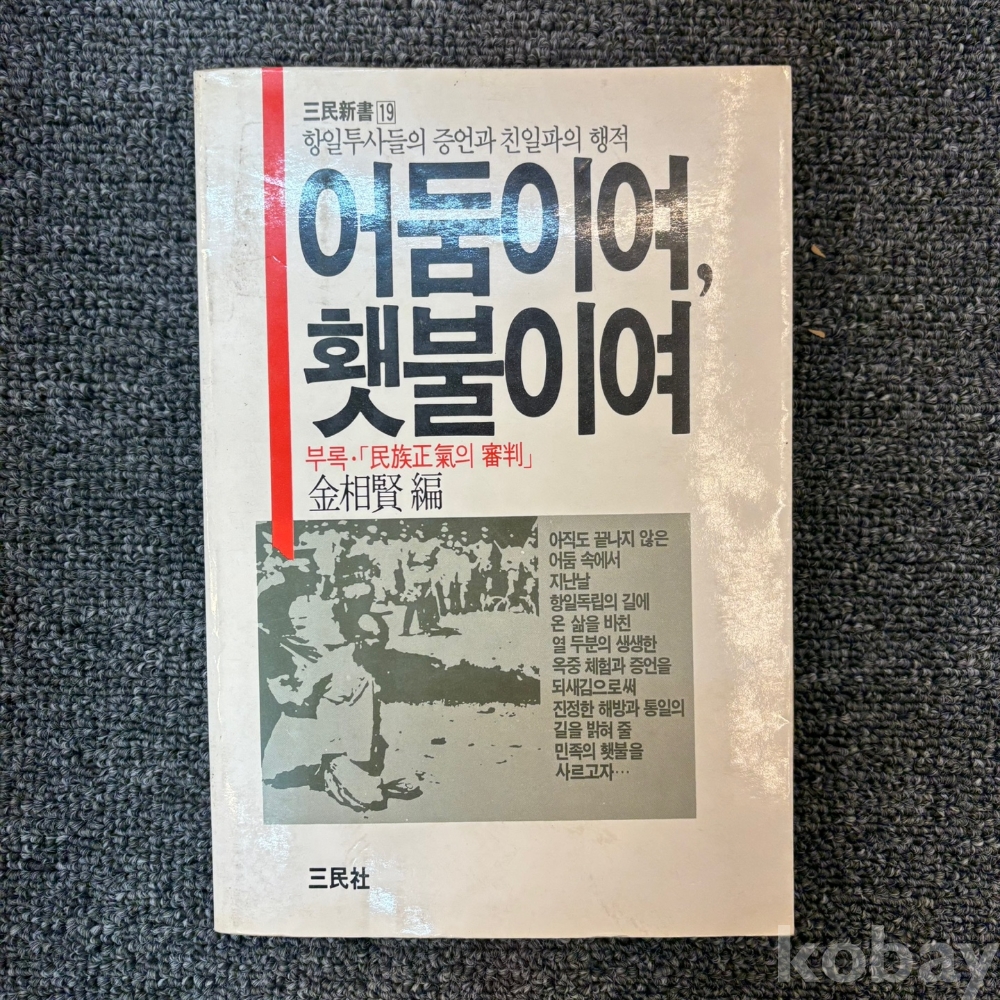 三民新書 19
항일투사들의 증언과 친일파의 행적
어둠이여,
횃불이여
부록·「民族正氣의 審判」
金相賢 編
아직도 끝나지 않은
어둠 속에서
지난날
항일독립의 길에
온 삶을 바친
열 두분의 생생한
옥중 체험과 증언을
되새김으로써
진정한 해방과 통일의
길을 밝혀 줄
민족의 횃불을
사르고자…
三民社
kobay